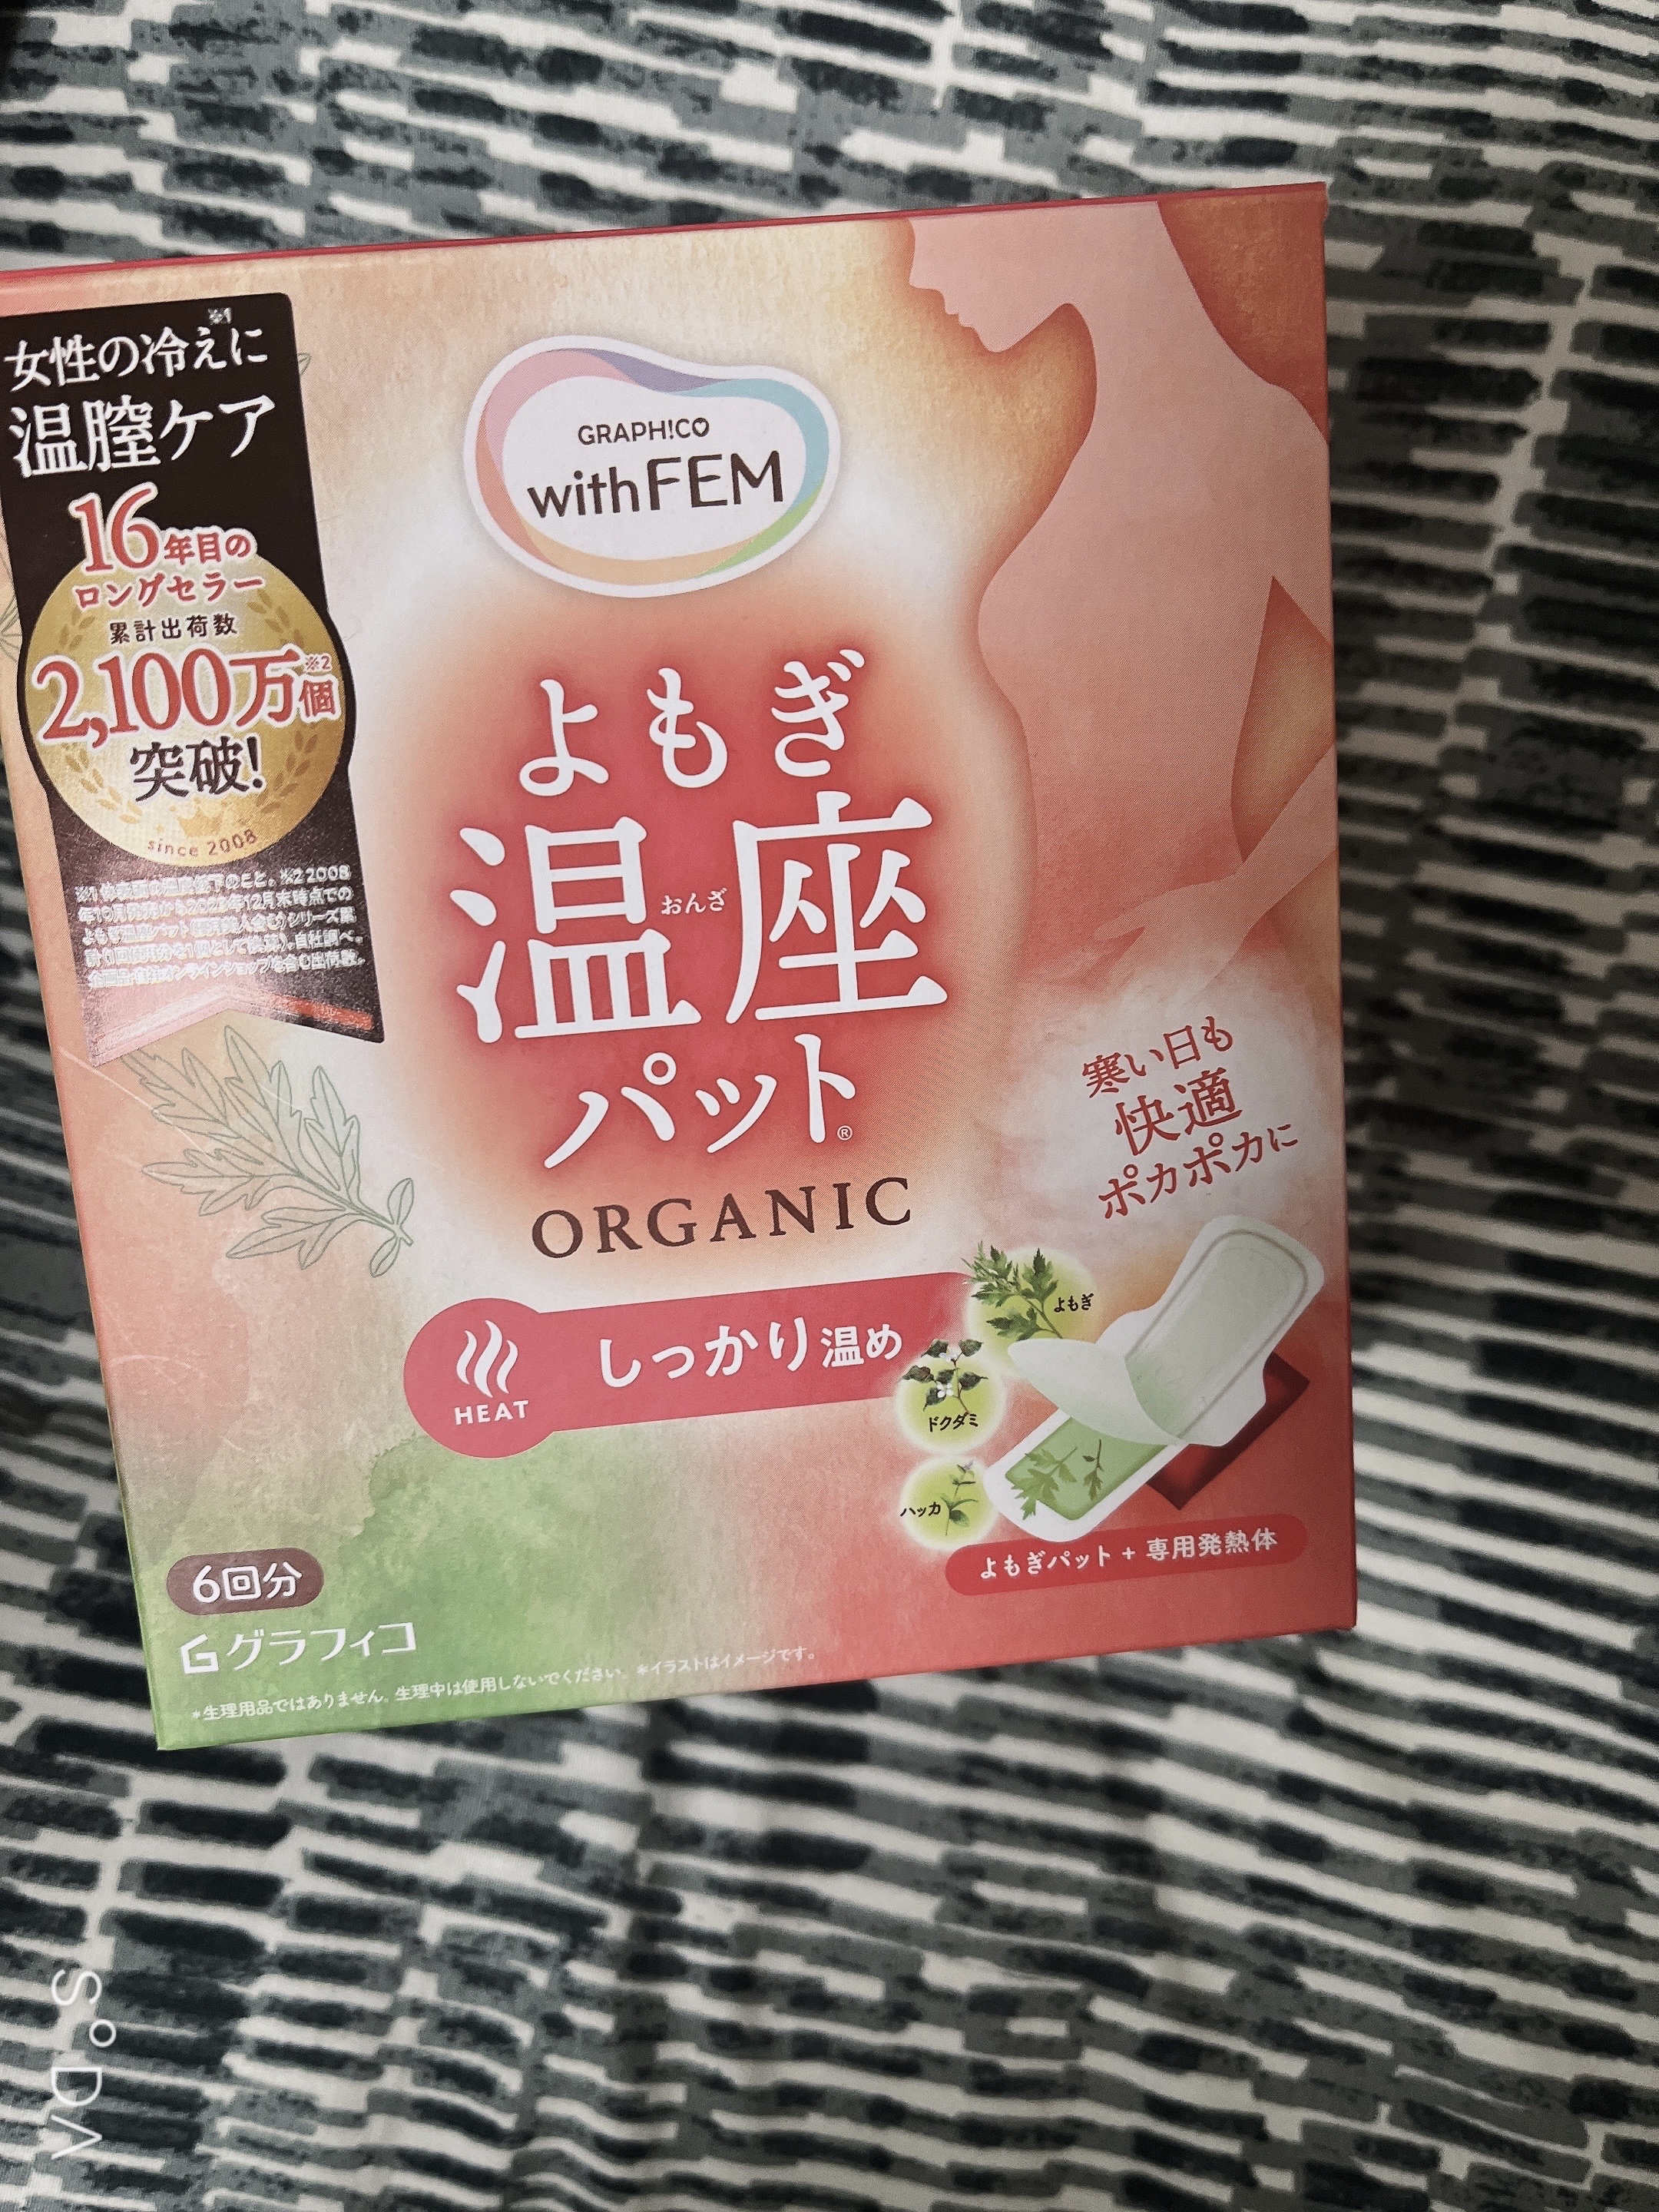 女性の冷え※1に
温膣ケア
16年目の
ロングセラー
累計出荷数
2,100万個※2
突破!
since 2008
GRAPH!CO
withFEM
よもぎ
温座
おんざ
パット®
ORGANIC
寒い日も
快適
ポカポカに
HEAT
しっかり温め
よもぎ
ドクダミ
ハッカ
よもぎパット + 専用発熱体
6回分
グラフィコ
*生理用品ではありません。生理中は使用しないでください。 *イラストはイメージです。